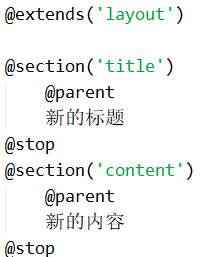 @extends('layout')
@section('title')
@parent
新的标题
@stop
@section('content')
@parent
新的内容
@stop